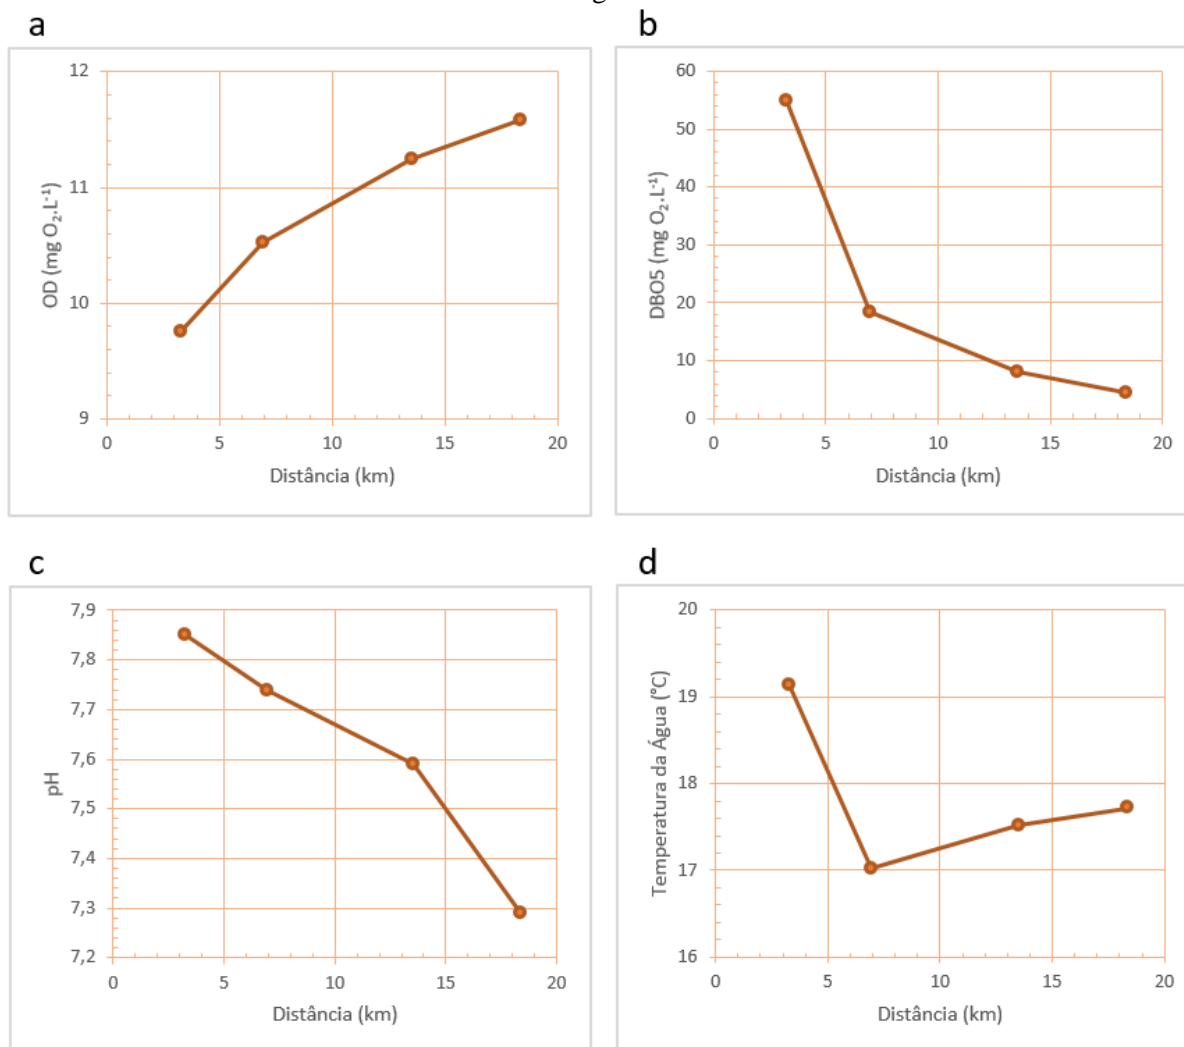 a
12
11
10
9
OD (mg O₂.L⁻¹)
0 5 10 15 20
Distância (km)
b
60
50
40
30
20
10
0
DBO5 (mg O₂.L⁻¹)
0 5 10 15 20
Distância (km)
c
7,9
7,8
7,7
7,6
7,5
7,4
7,3
7,2
pH
0 5 10 15 20
Distância (km)
d
20
19
18
17
16
Temperatura da Água (°C)
0 5 10 15 20
Distância (km)